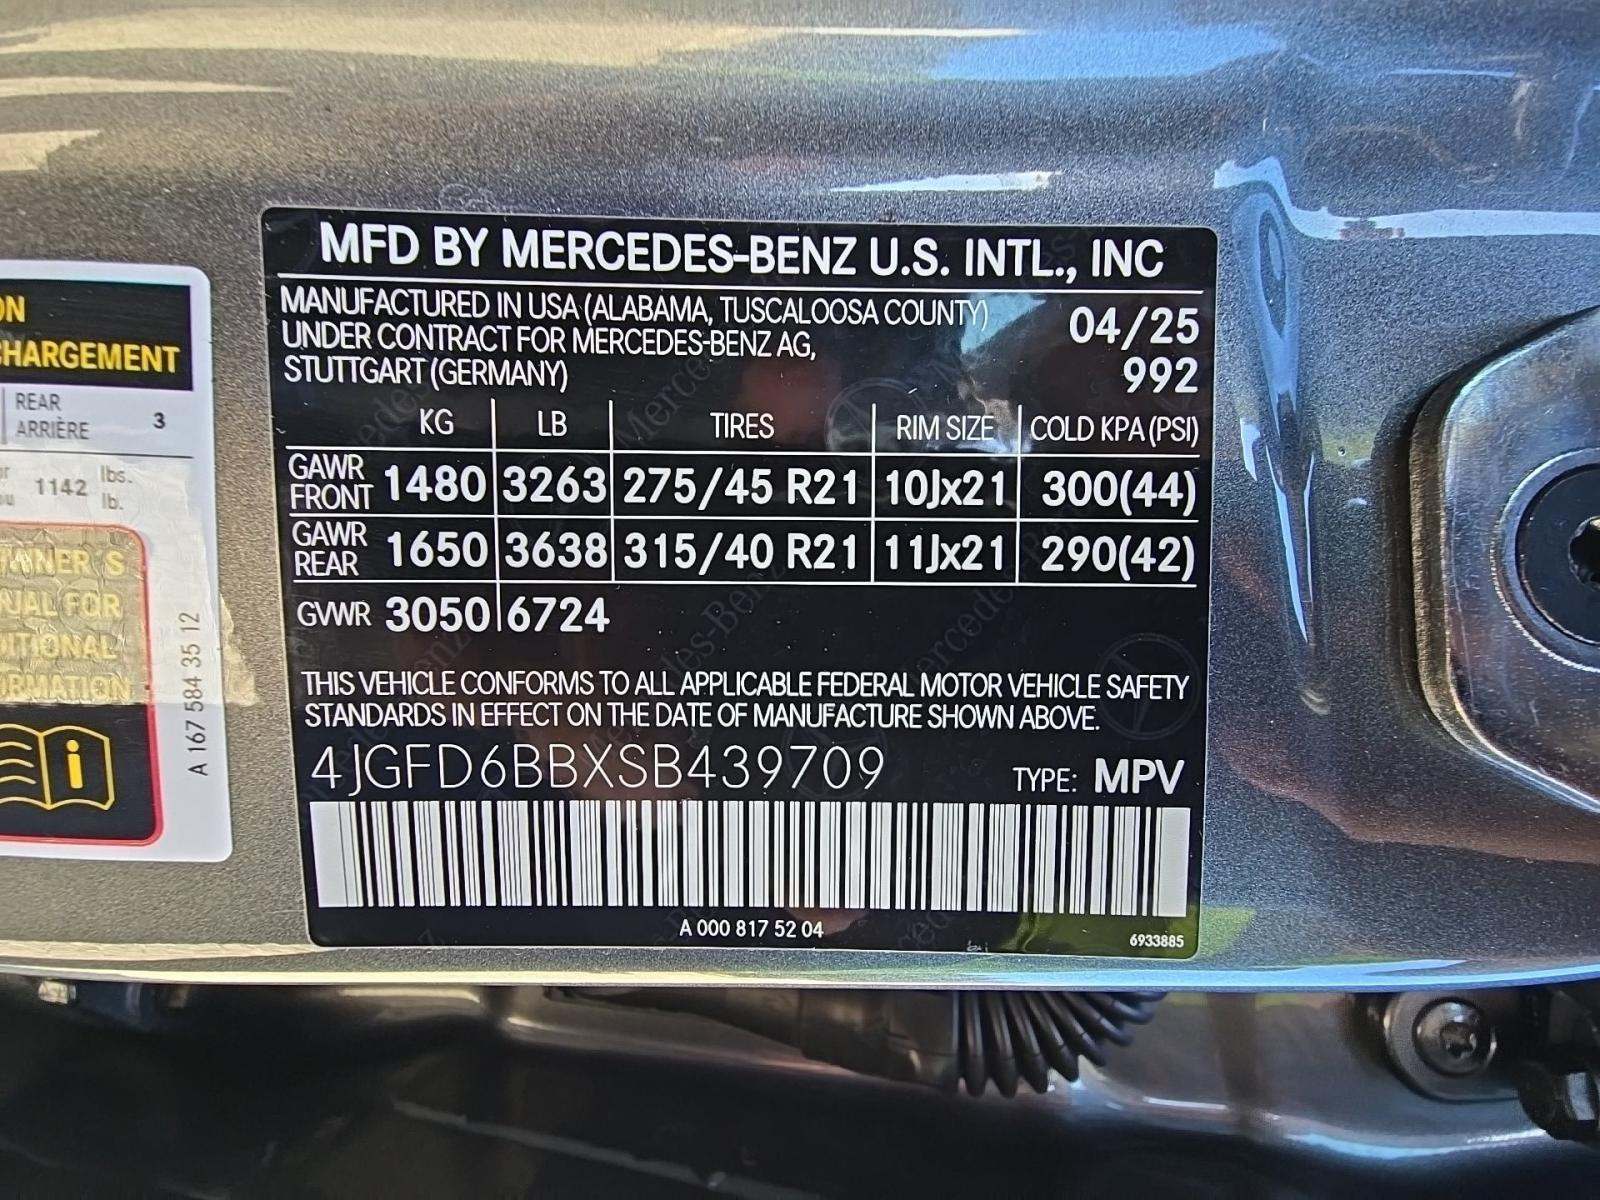 MFD BY MERCEDES-BENZ U.S. INTL., INC
MANUFACTURED IN USA (ALABAMA, TUSCALOOSA COUNTY)
UNDER CONTRACT FOR MERCEDES-BENZ AG,
STUTTGART (GERMANY)
04/25
992
KG LB TIRES RIM SIZE COLD KPA (PSI)
GAWR FRONT 1480 3263 275/45 R21 10Jx21 300(44)
GAWR REAR 1650 3638 315/40 R21 11Jx21 290(42)
GVWR 3050 6724
THIS VEHICLE CONFORMS TO ALL APPLICABLE FEDERAL MOTOR VEHICLE SAFETY
STANDARDS IN EFFECT ON THE DATE OF MANUFACTURE SHOWN ABOVE.
4JGFD6BBXSB439709 TYPE: MPV
A 000 817 52 04
6933885
CHARGEMENT
REAR
ARRIÈRE 3
1142 lbs.
lb.
FOR
A 167 584 35 12